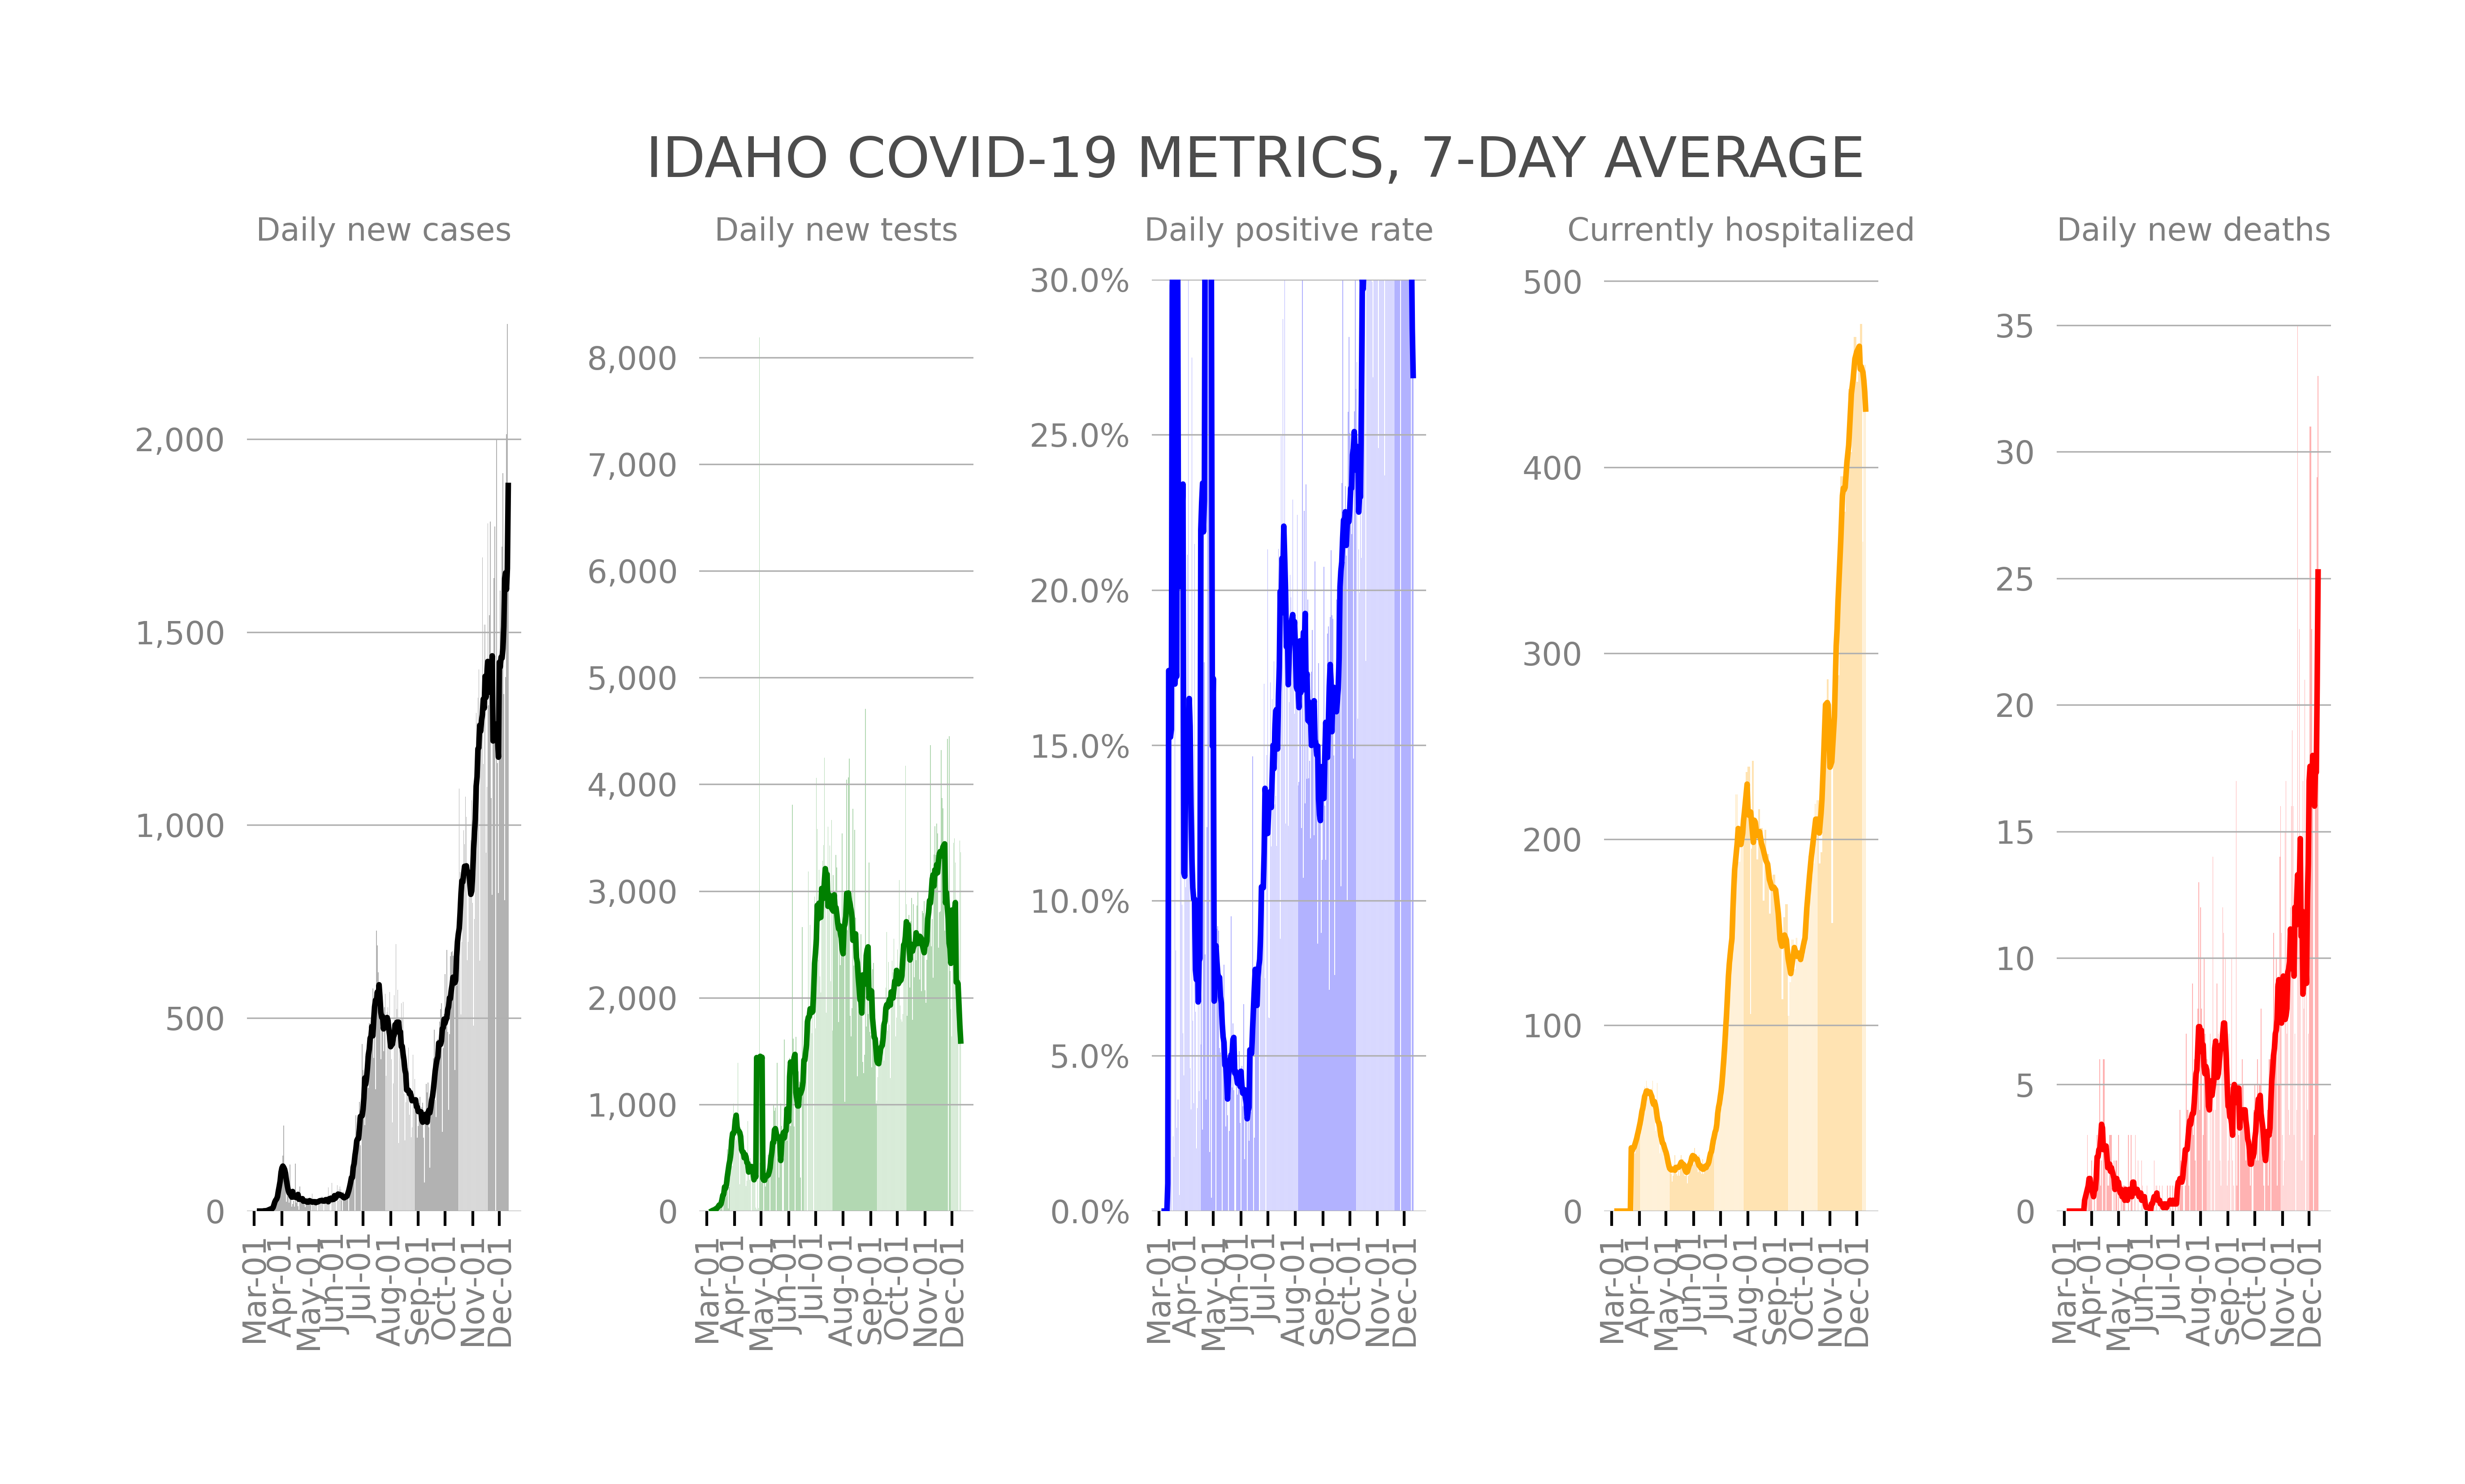 IDAHO COVID-19 METRICS, 7-DAY AVERAGE
Daily new cases
2,000
1,500
1,000
500
0
Mar-01
Apr-01
May-01
Jun-01
Jul-01
Aug-01
Sep-01
Oct-01
Nov-01
Dec-01
Daily new tests
8,000
7,000
6,000
5,000
4,000
3,000
2,000
1,000
0
Mar-01
Apr-01
May-01
Jun-01
Jul-01
Aug-01
Sep-01
Oct-01
Nov-01
Dec-01
Daily positive rate
30.0%
25.0%
20.0%
15.0%
10.0%
5.0%
0.0%
Mar-01
Apr-01
May-01
Jun-01
Jul-01
Aug-01
Sep-01
Oct-01
Nov-01
Dec-01
Currently hospitalized
500
400
300
200
100
0
Mar-01
Apr-01
May-01
Jun-01
Jul-01
Aug-01
Sep-01
Oct-01
Nov-01
Dec-01
Daily new deaths
35
30
25
20
15
10
5
0
Mar-01
Apr-01
May-01
Jun-01
Jul-01
Aug-01
Sep-01
Oct-01
Nov-01
Dec-01